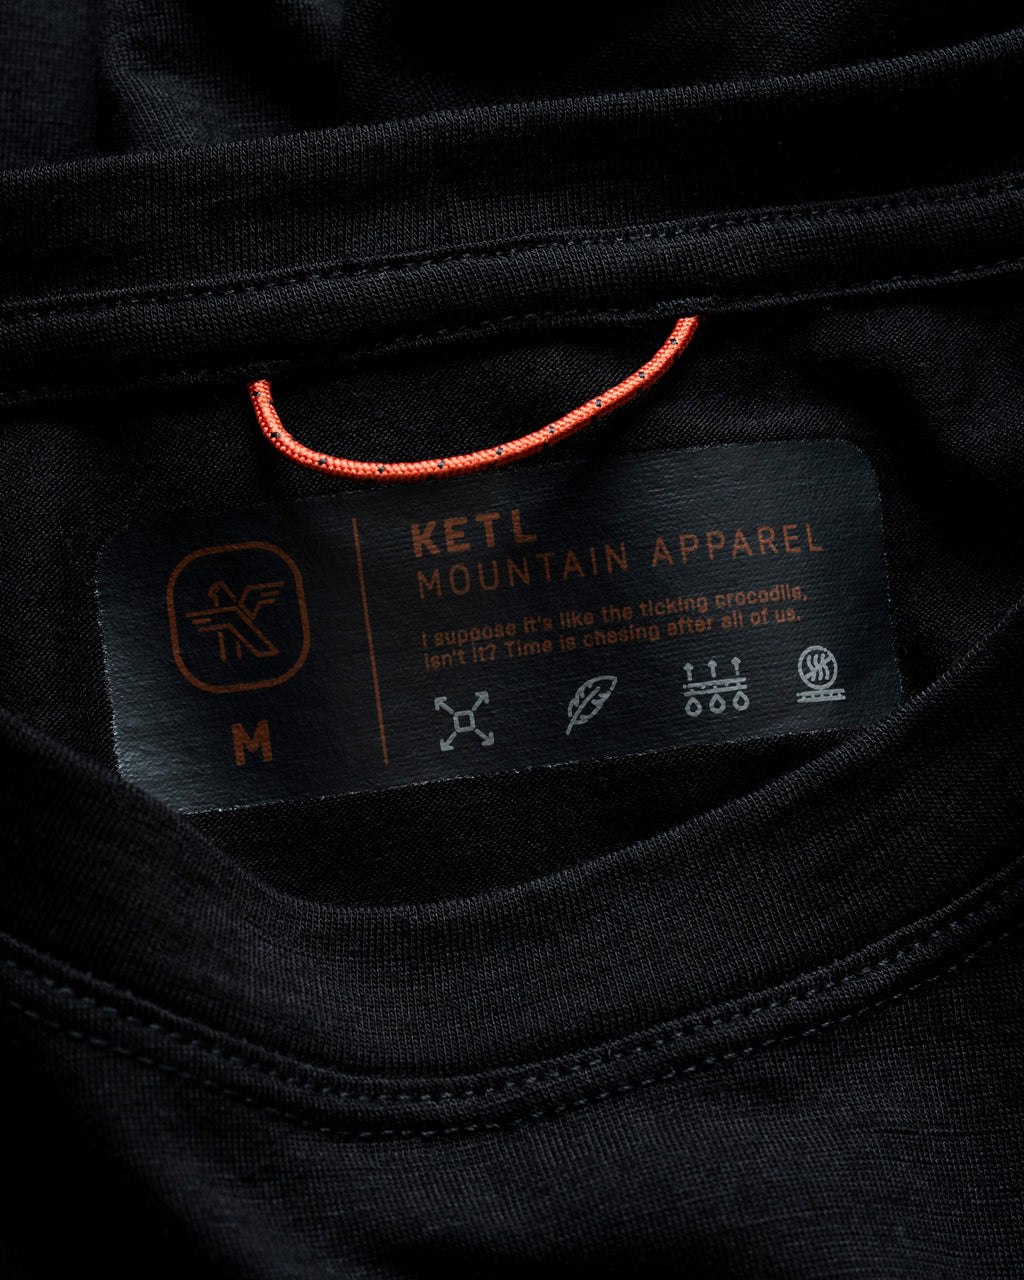 KETL
MOUNTAIN APPAREL
I suppose it's like the ticking crocodile,
isn't it? Time is chasing after all of us.
M